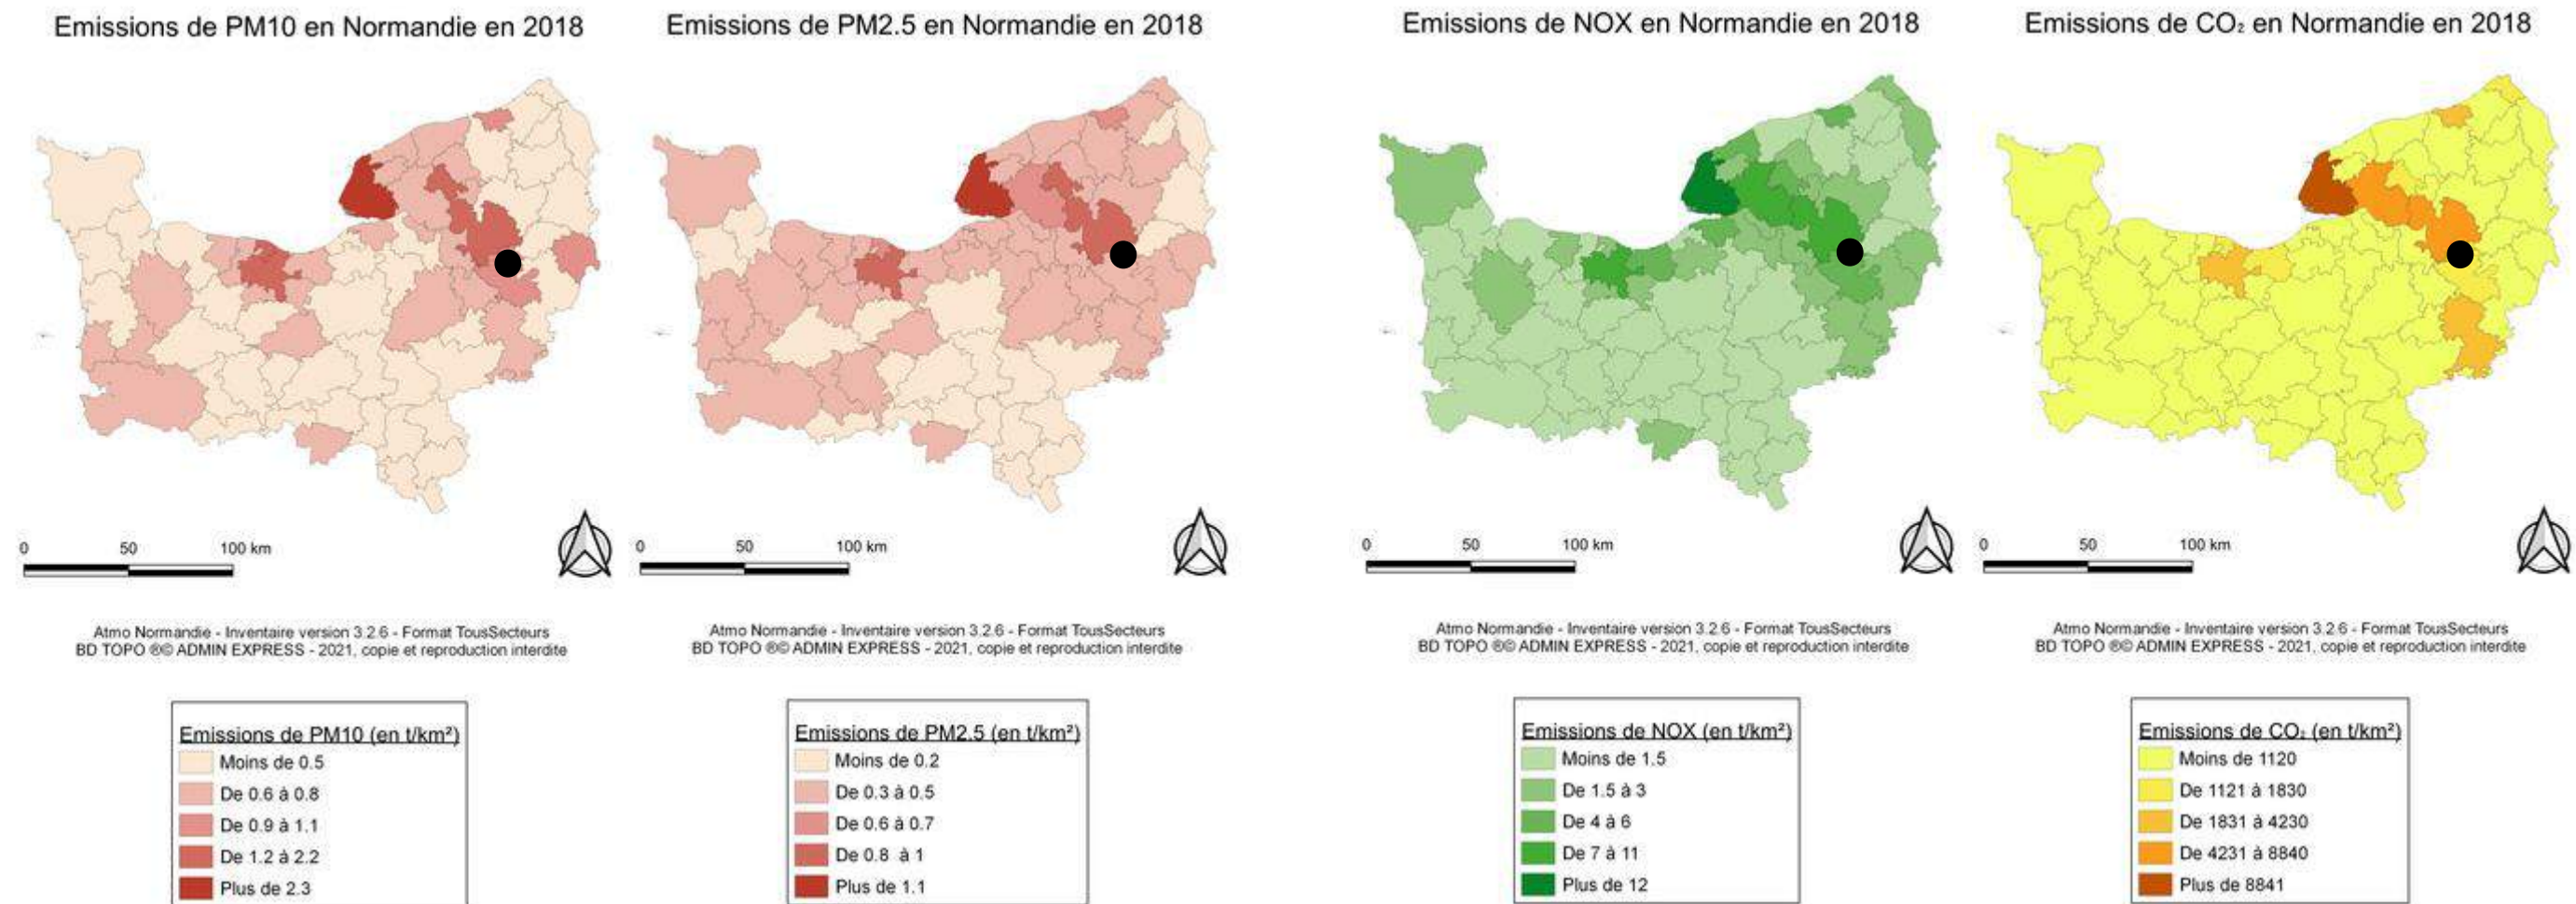 Emissions de PM10 en Normandie en 2018
0 50 100 km
Atmo Normandie - Inventaire version 3.2.6 - Format TousSecteurs
BD TOPO ®© ADMIN EXPRESS - 2021, copie et reproduction interdite
Emissions de PM10 (en t/km²)
Moins de 0.5
De 0.6 à 0.8
De 0.9 à 1.1
De 1.2 à 2.2
Plus de 2.3
Emissions de PM2.5 en Normandie en 2018
0 50 100 km
Atmo Normandie - Inventaire version 3.2.6 - Format TousSecteurs
BD TOPO ®© ADMIN EXPRESS - 2021, copie et reproduction interdite
Emissions de PM2.5 (en t/km²)
Moins de 0.2
De 0.3 à 0.5
De 0.6 à 0.7
De 0.8 à 1
Plus de 1.1
Emissions de NOX en Normandie en 2018
0 50 100 km
Atmo Normandie - Inventaire version 3.2.6 - Format TousSecteurs
BD TOPO ®© ADMIN EXPRESS - 2021, copie et reproduction interdite
Emissions de NOX (en t/km²)
Moins de 1.5
De 1.5 à 3
De 4 à 6
De 7 à 11
Plus de 12
Emissions de CO₂ en Normandie en 2018
0 50 100 km
Atmo Normandie - Inventaire version 3.2.6 - Format TousSecteurs
BD TOPO ®© ADMIN EXPRESS - 2021, copie et reproduction interdite
Emissions de CO₂ (en t/km²)
Moins de 1120
De 1121 à 1830
De 1831 à 4230
De 4231 à 8840
Plus de 8841